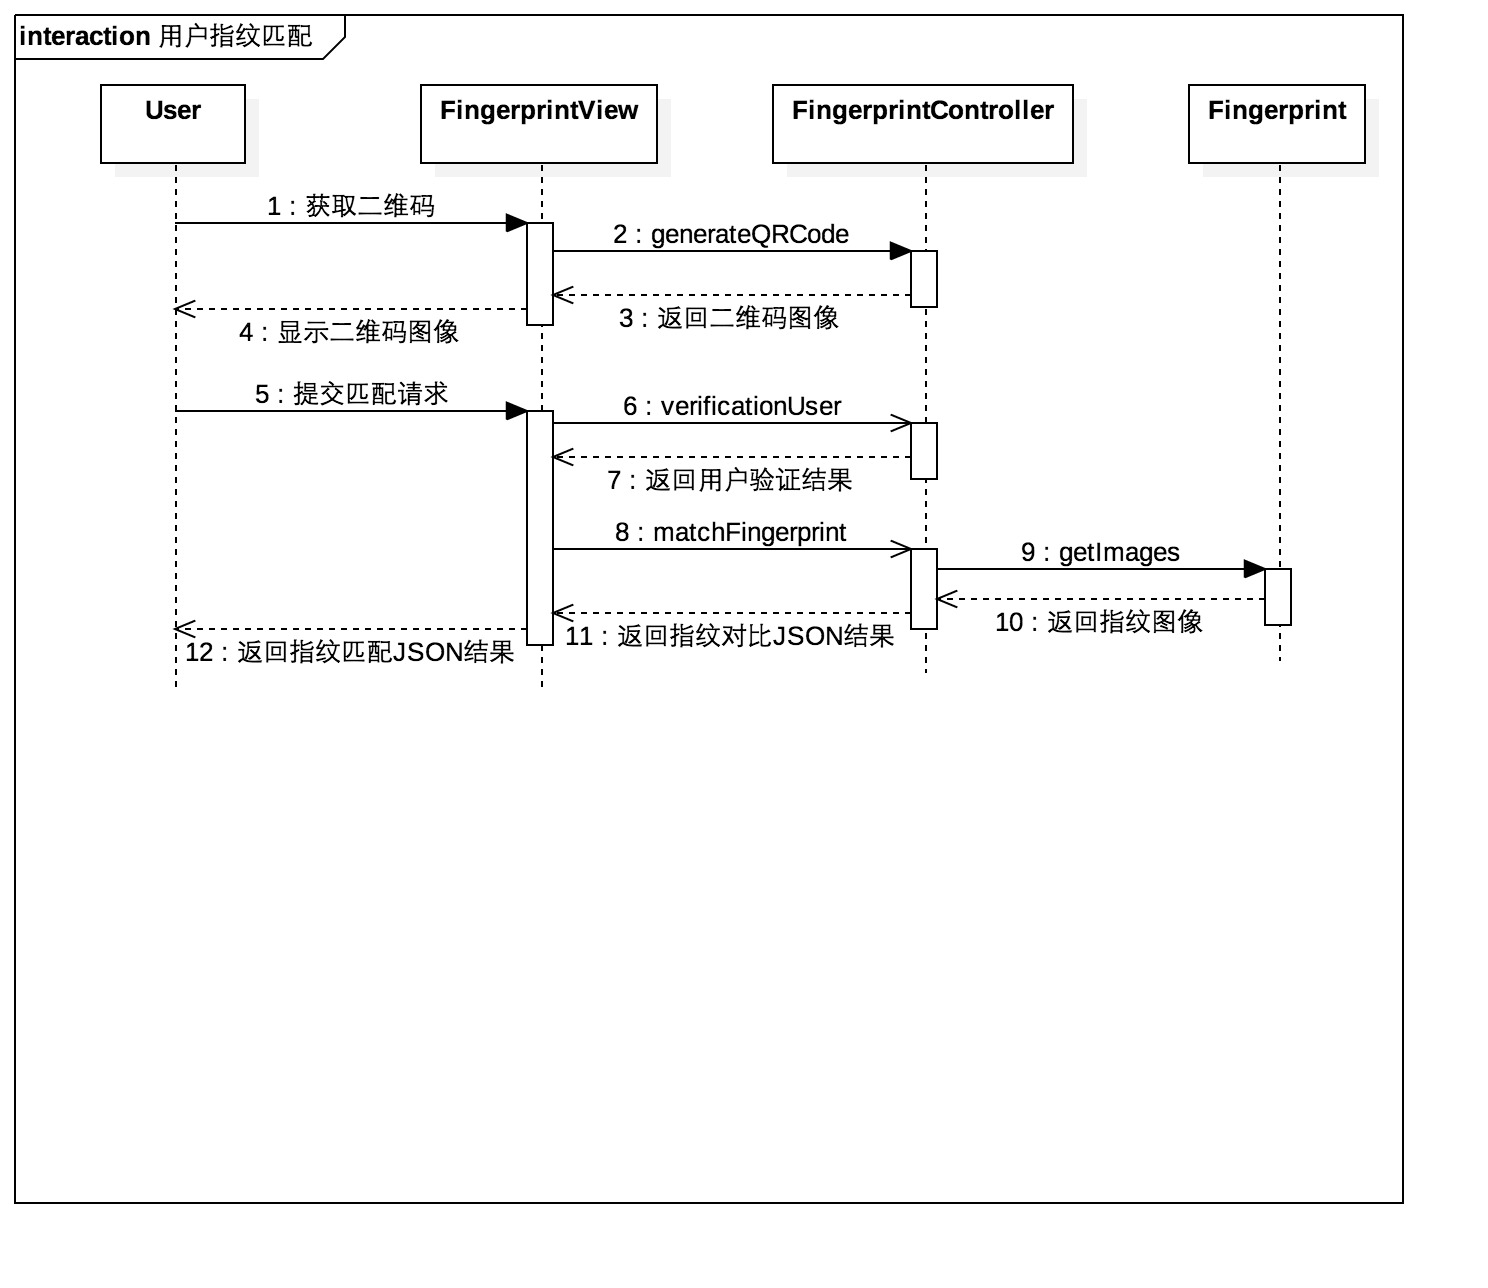 interaction 用户指纹匹配
User
FingerprintView
FingerprintController
Fingerprint
1 : 获取二维码
2 : generateQRCode
3 : 返回二维码图像
4 : 显示二维码图像
5 : 提交匹配请求
6 : verificationUser
7 : 返回用户验证结果
8 : matchFingerprint
9 : getImages
10 : 返回指纹图像
11 : 返回指纹对比JSON结果
12 : 返回指纹匹配JSON结果